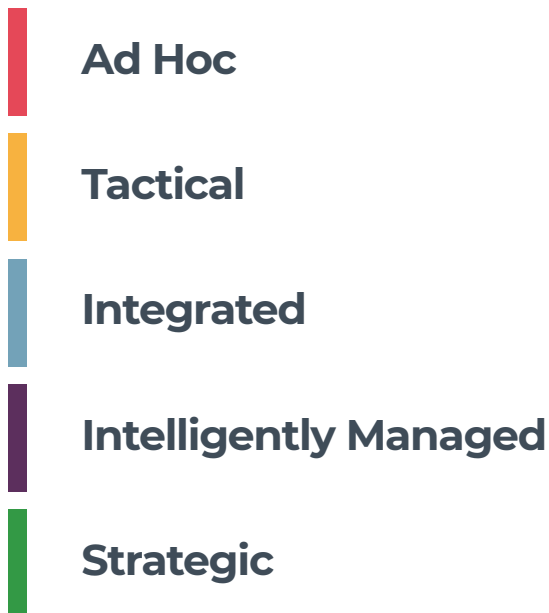 Ad Hoc
Tactical
Integrated
Intelligently Managed
Strategic